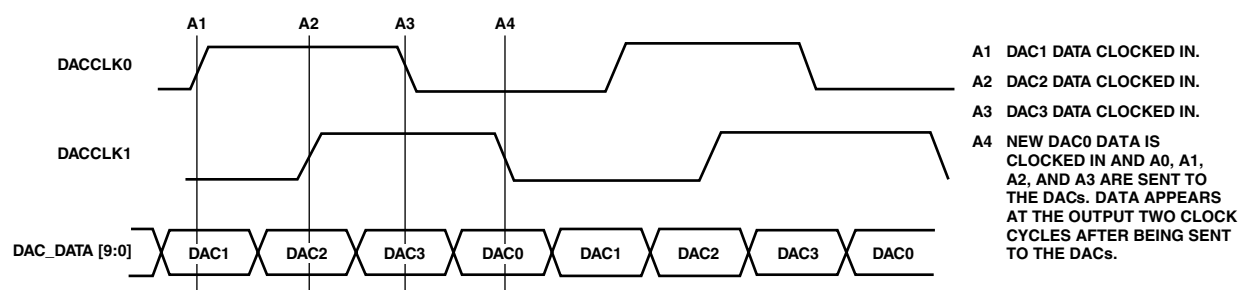 A1 A2 A3 A4
DACCLK0
DACCLK1
DAC_DATA [9:0] DAC1 DAC2 DAC3 DAC0 DAC1 DAC2 DAC3 DAC0
A1 DAC1 DATA CLOCKED IN.
A2 DAC2 DATA CLOCKED IN.
A3 DAC3 DATA CLOCKED IN.
A4 NEW DAC0 DATA IS
CLOCKED IN AND A0, A1,
A2, AND A3 ARE SENT TO
THE DACs. DATA APPEARS
AT THE OUTPUT TWO CLOCK
CYCLES AFTER BEING SENT
TO THE DACs.